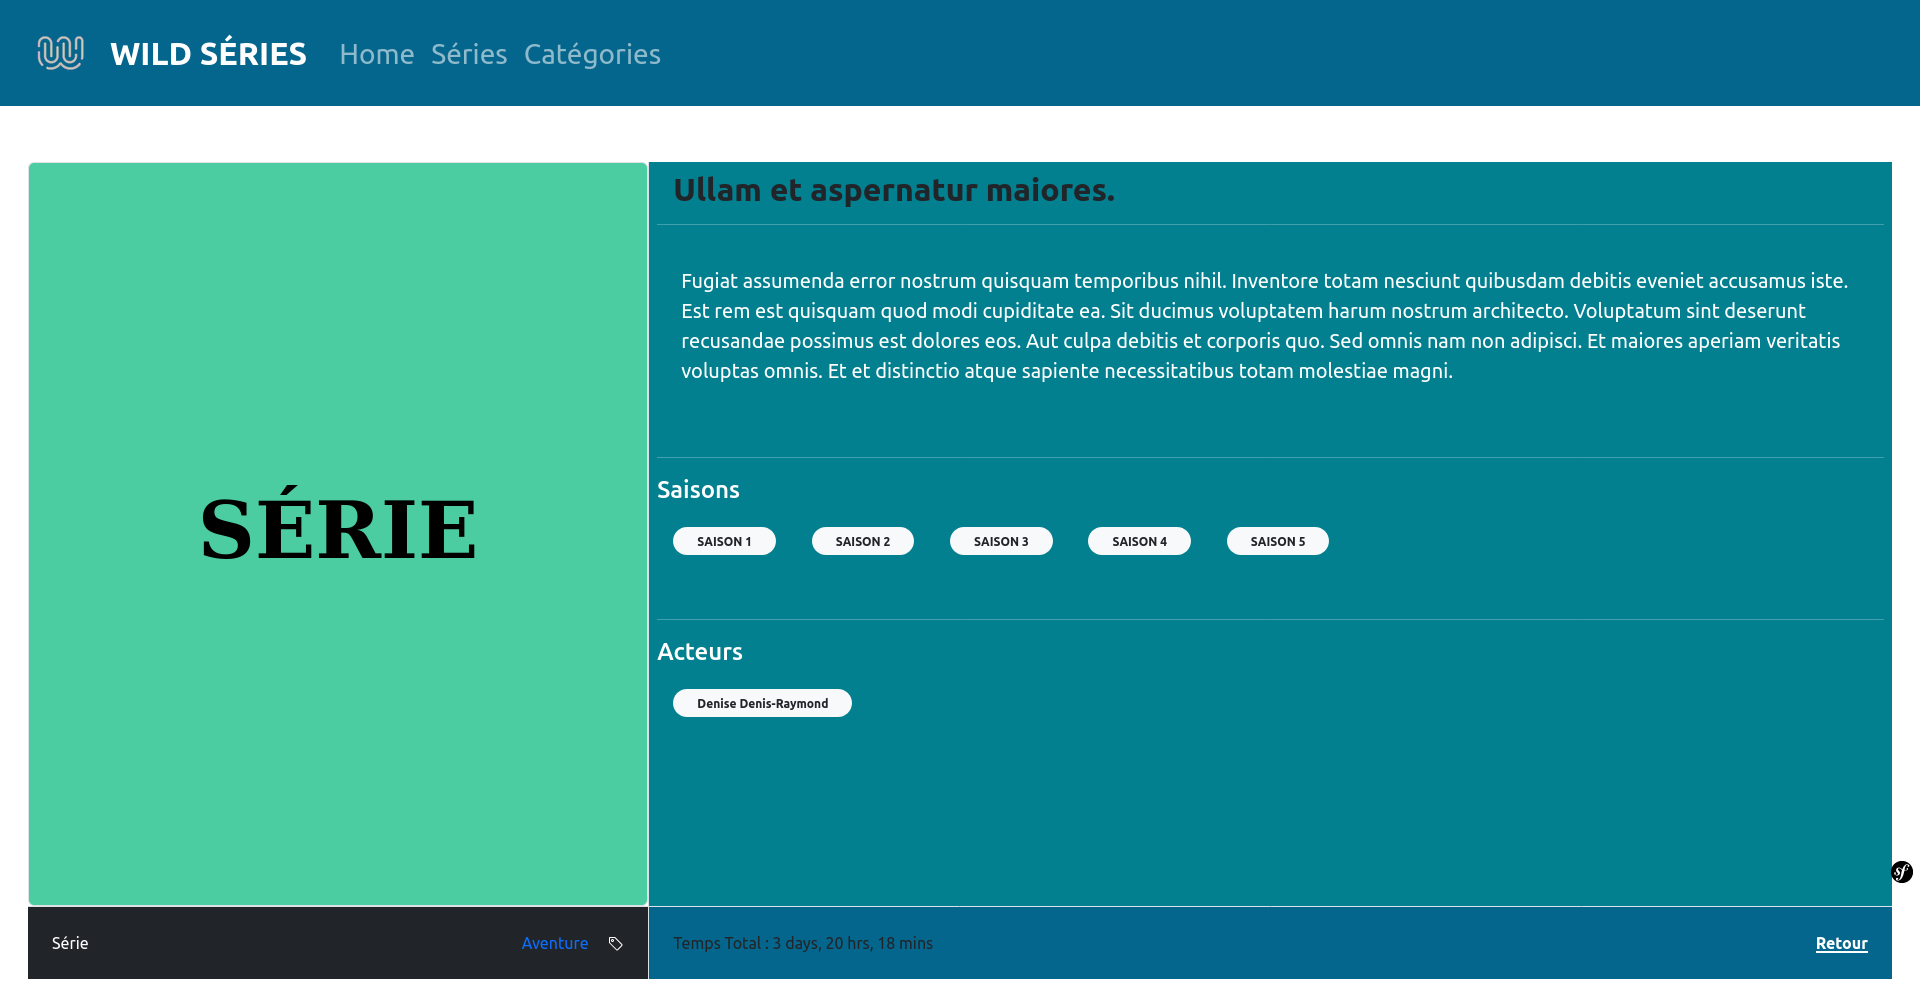 WILD SÉRIES Home Séries Catégories
SÉRIE
Ullam et aspernatur maiores.
Fugiat assumenda error nostrum quisquam temporibus nihil. Inventore totam nesciunt quibusdam debitis eveniet accusamus iste.
Est rem est quisquam quod modi cupiditate ea. Sit ducimus voluptatem harum nostrum architecto. Voluptatum sint deserunt
recusandae possimus est dolores eos. Aut culpa debitis et corporis quo. Sed omnis nam non adipisci. Et maiores aperiam veritatis
voluptas omnis. Et et distinctio atque sapiente necessitatibus totam molestiae magni.
Saisons
SAISON 1 SAISON 2 SAISON 3 SAISON 4 SAISON 5
Acteurs
Denise Denis-Raymond
sf
Série Aventure
Temps Total : 3 days, 20 hrs, 18 mins Retour